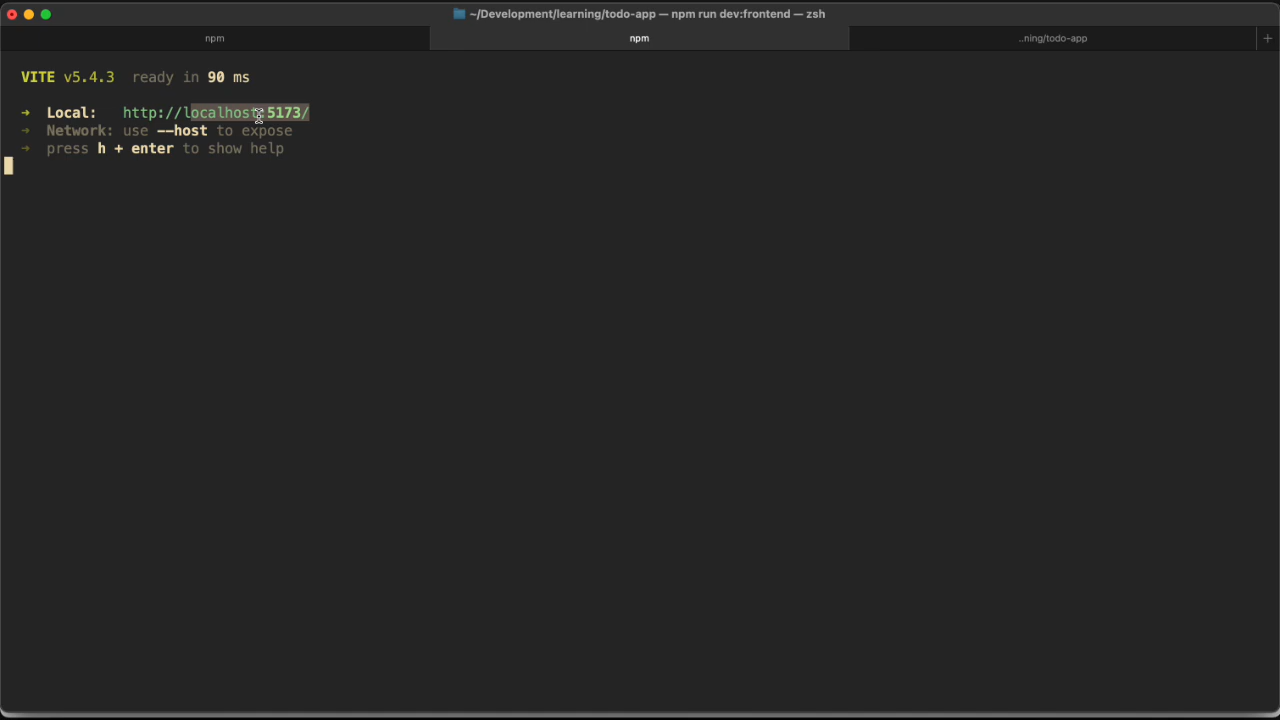 ~/Development/learning/todo-app — npm run dev:frontend — zsh
npm
npm
..ning/todo-app
VITE v5.4.3 ready in 90 ms
➜ Local: http://localhost:5173/
➜ Network: use --host to expose
➜ press h + enter to show help